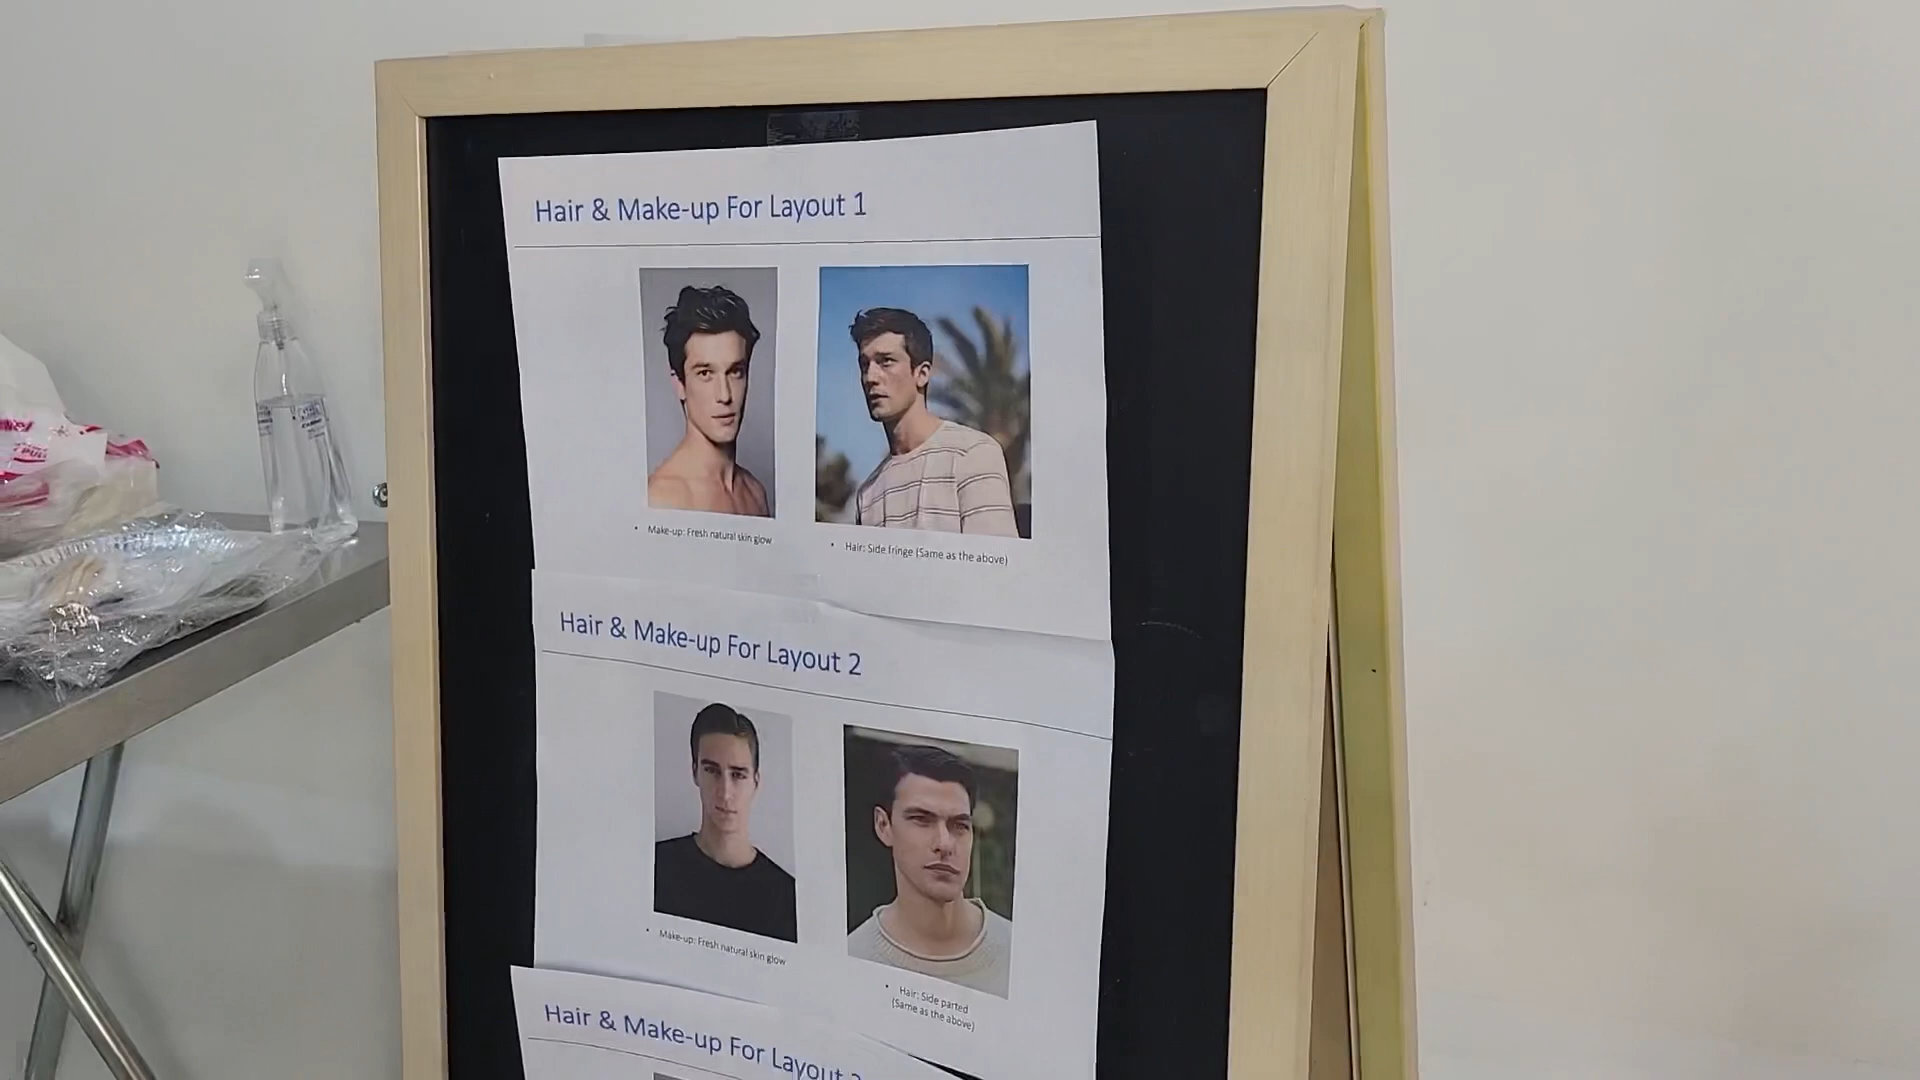 Hair & Make-up For Layout 1
• Make-up: Fresh natural skin glow
• Hair: Side fringe (Same as the above)
Hair & Make-up For Layout 2
• Make-up: Fresh natural skin glow
• Hair: Side parted
(Same as the above)
Hair & Make-up For Layout